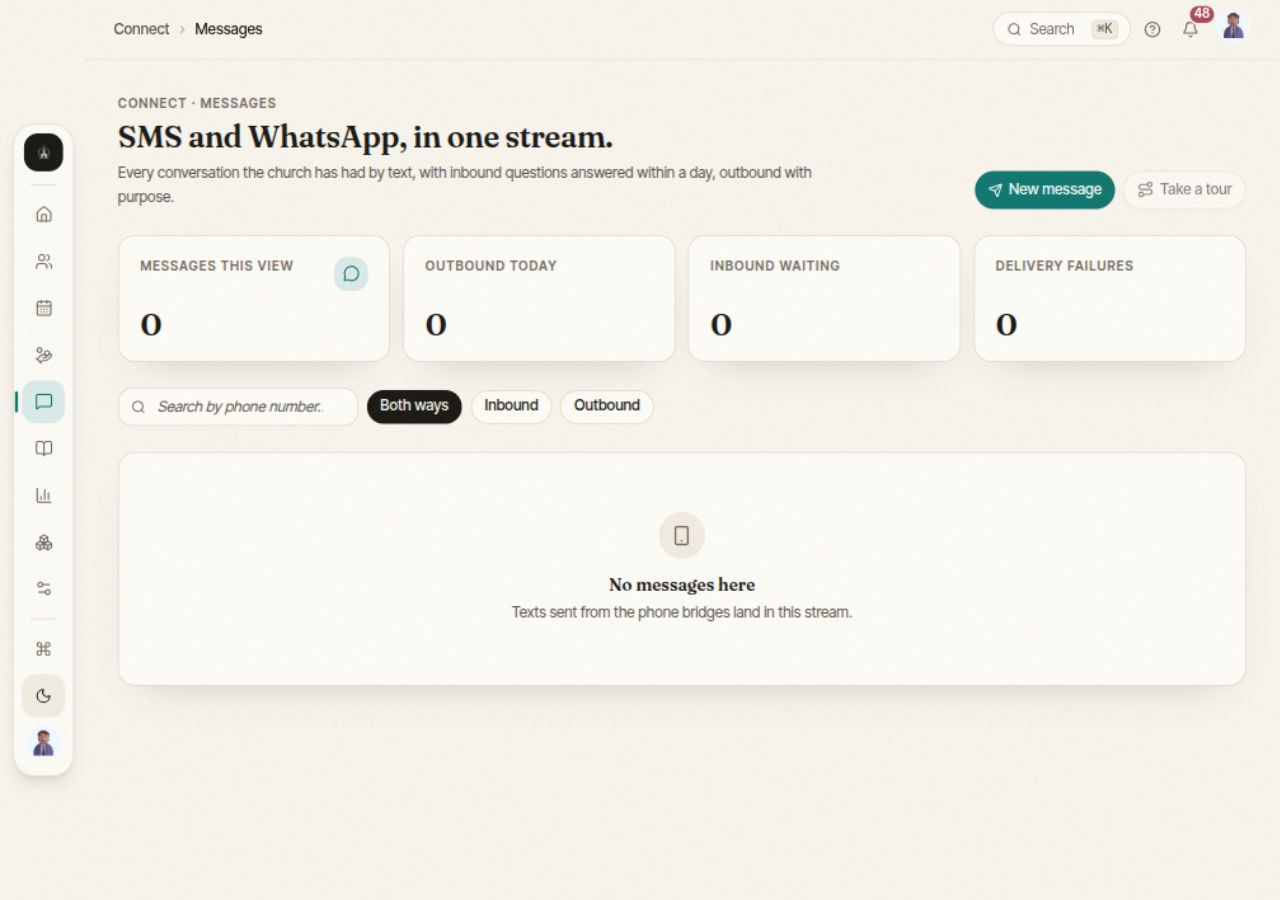 Connect › Messages
Search ⌘K
48
CONNECT · MESSAGES
SMS and WhatsApp, in one stream.
Every conversation the church has had by text, with inbound questions answered within a day, outbound with
purpose.
New message
Take a tour
MESSAGES THIS VIEW
0
OUTBOUND TODAY
0
INBOUND WAITING
0
DELIVERY FAILURES
0
Search by phone number..
Both ways
Inbound
Outbound
No messages here
Texts sent from the phone bridges land in this stream.